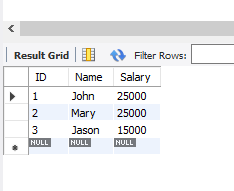 Result Grid Filter Rows:
ID Name Salary
1 John 25000
2 Mary 25000
3 Jason 15000
NULL NULL NULL